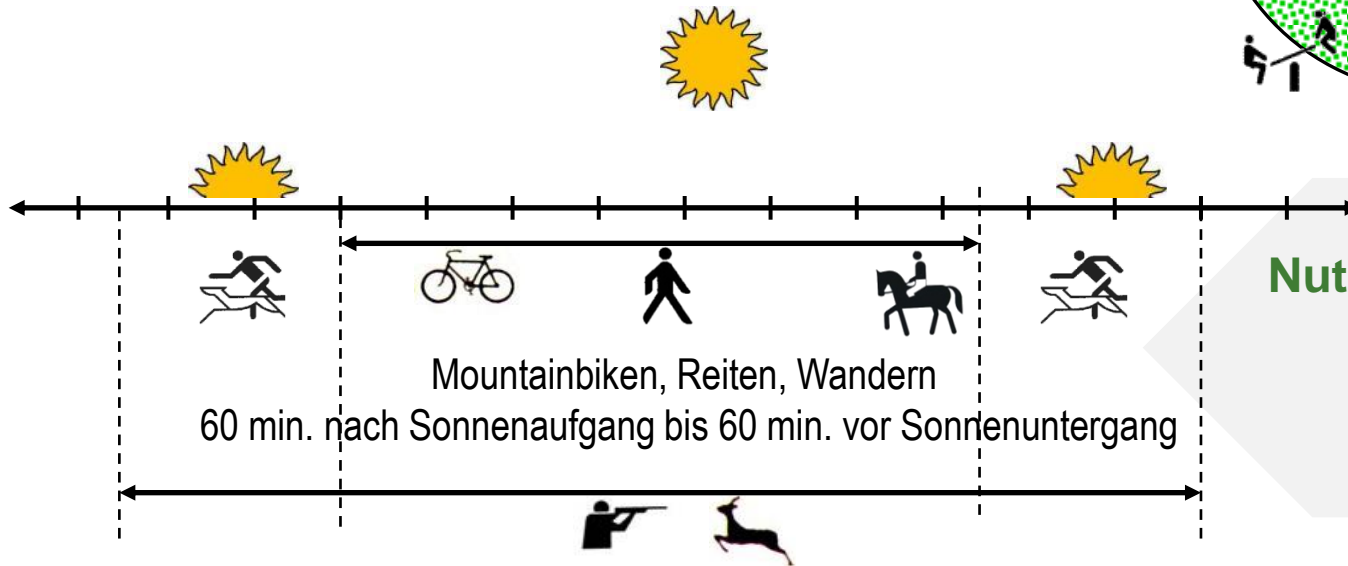 Nut
Mountainbiken, Reiten, Wandern
60 min. nach Sonnenaufgang bis 60 min. vor Sonnenuntergang